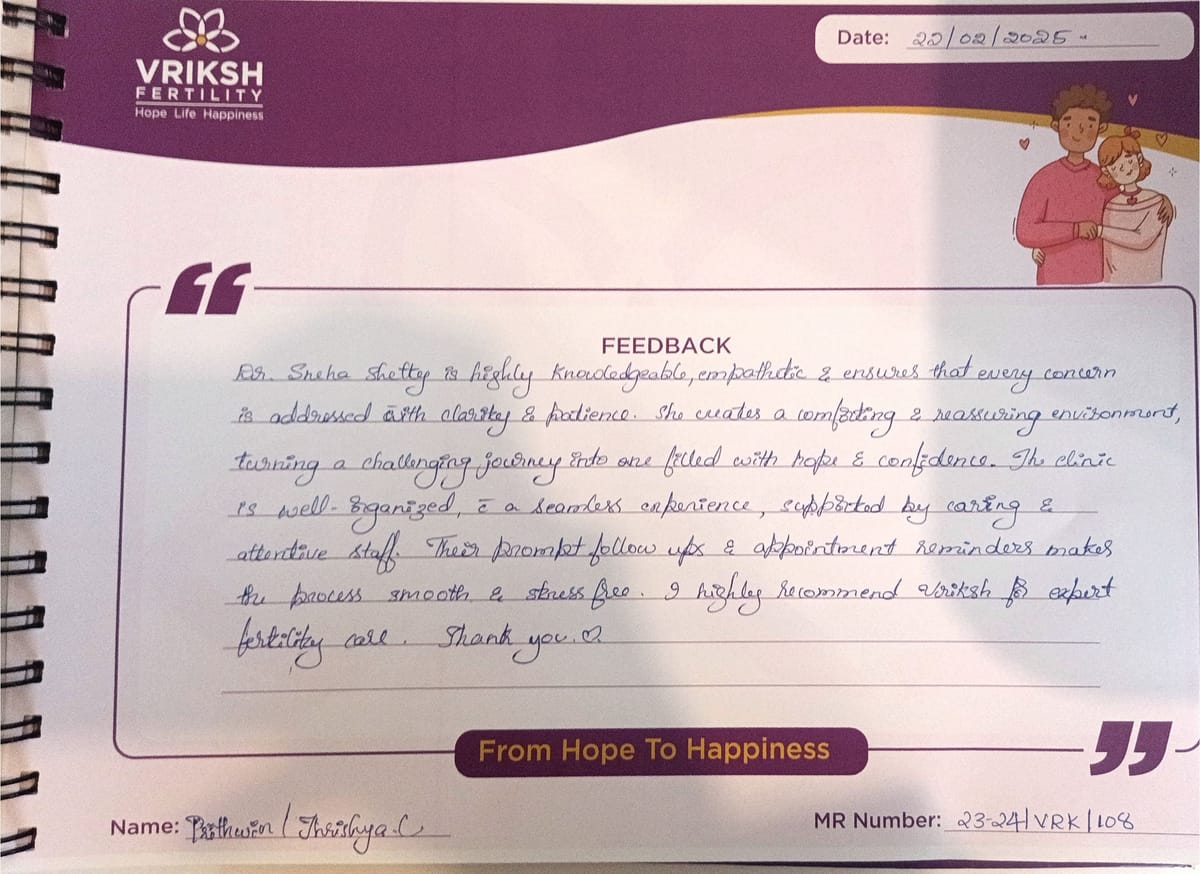 VRIKSH
FERTILITY
Hope Life Happiness
Date: 22/02/2025 -
FEEDBACK
Dr. Sneha Shetty is highly knowledgeable, empathetic & ensures that every concern
is addressed with clarity & patience. She creates a comforting & reassuring environment,
turning a challenging journey into one filled with hope & confidence. The clinic
is well-organized, c̄ a seamless experience, supported by caring &
attentive staff. Their prompt follow ups & appointment reminders makes
the process smooth & stress free. I highly recommend Vriksh for expert
fertility care. Thank you. ♡
From Hope To Happiness
Name: / Thrishya.C
MR Number: 23-24/VRK/108